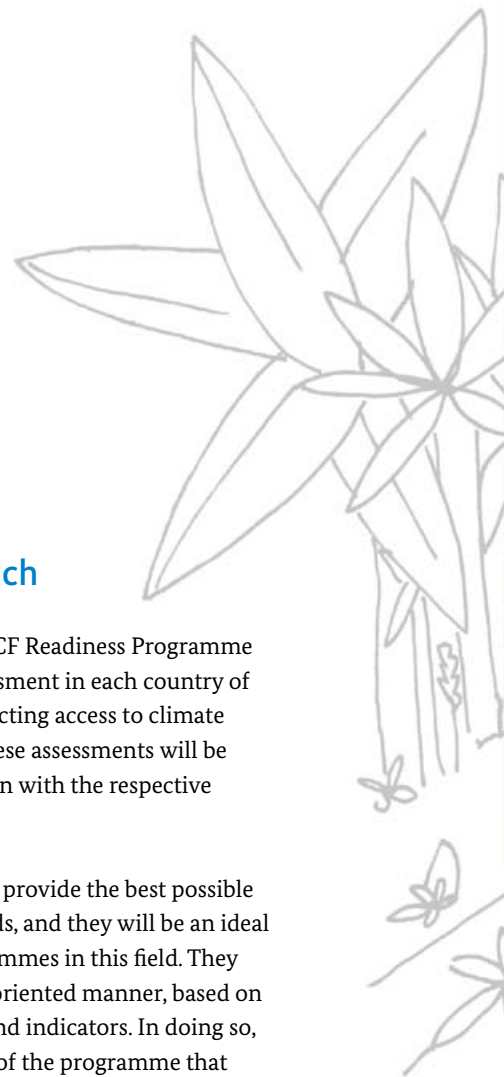 ch
CF Readiness Programme
sment in each country of
cting access to climate
ese assessments will be
n with the respective
provide the best possible
ls, and they will be an ideal
mmes in this field. They
oriented manner, based on
nd indicators. In doing so,
of the programme that